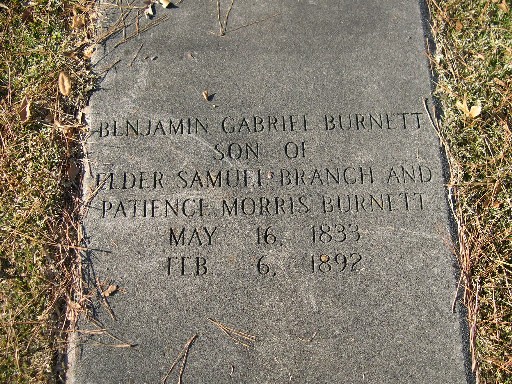 BENJAMIN GABRIEL BURNETT
SON OF
ELDER SAMUEL BRANCH AND
PATIENCE MORRIS BURNETT
MAY 16, 1833
FEB. 6, 1892